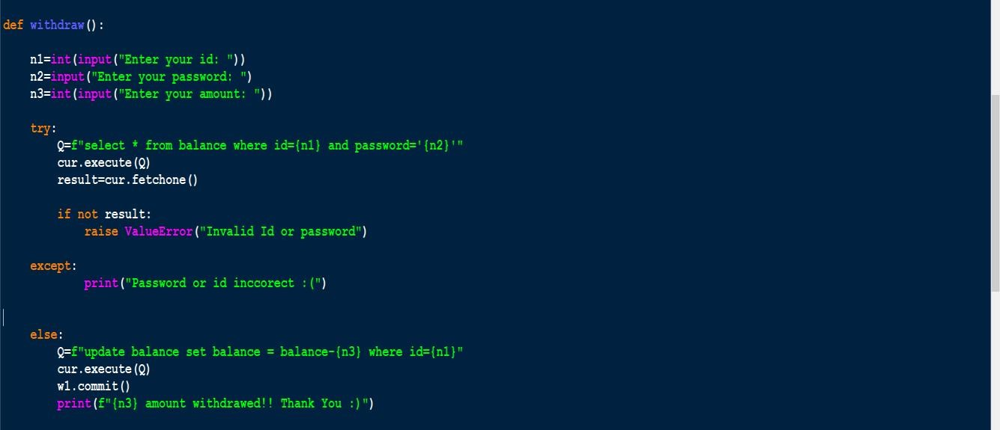 def withdraw():
n1=int(input("Enter your id: "))
n2=input("Enter your password: ")
n3=int(input("Enter your amount: "))
try:
Q=f"select * from balance where id={n1} and password='{n2}'"
cur.execute(Q)
result=cur.fetchone()
if not result:
raise ValueError("Invalid Id or password")
except:
print("Password or id inccorect :(")
else:
Q=f"update balance set balance = balance-{n3} where id={n1}"
cur.execute(Q)
w1.commit()
print(f"{n3} amount withdrawed!! Thank You :)")